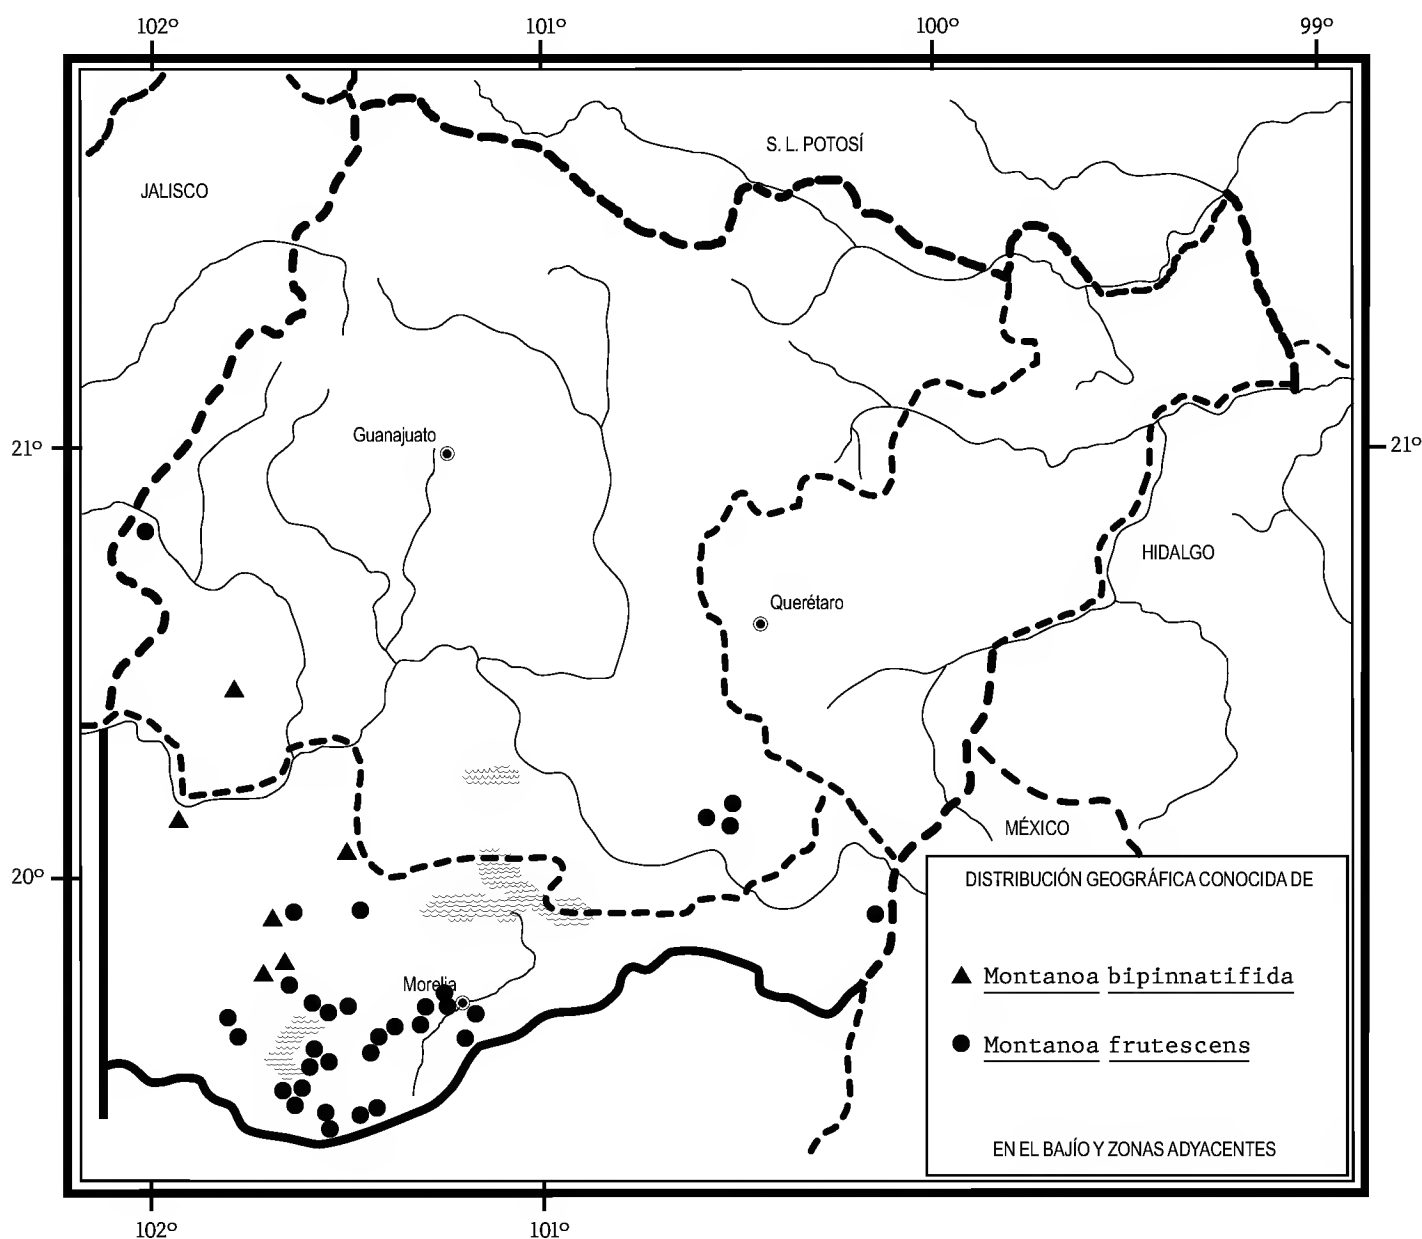 102º 101º 100º 99º
S. L. POTOSÍ
JALISCO
Guanajuato
21º 21º
HIDALGO
Querétaro
MÉXICO
20º
DISTRIBUCIÓN GEOGRÁFICA CONOCIDA DE
Montanoa bipinnatifida
Morelia
Montanoa frutescens
EN EL BAJÍO Y ZONAS ADYACENTES
102º 101º